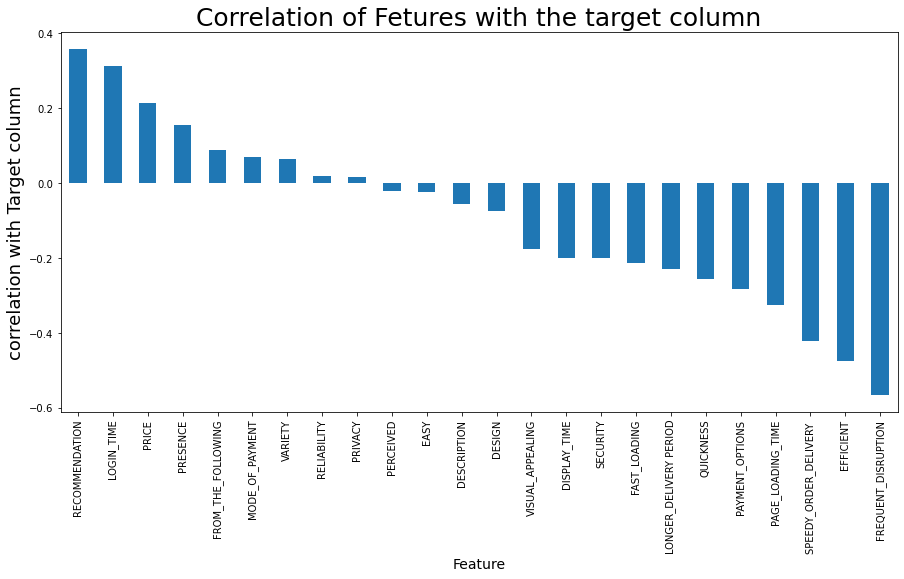 Correlation of Fetures with the target column
correlation with Target column
0.4
0.2
0.0
−0.2
−0.4
−0.6
RECOMMENDATION
LOGIN_TIME
PRICE
PRESENCE
FROM_THE_FOLLOWING
MODE_OF_PAYMENT
VARIETY
RELIABILITY
PRIVACY
PERCEIVED
EASY
DESCRIPTION
DESIGN
VISUAL_APPEALING
DISPLAY_TIME
SECURITY
FAST_LOADING
LONGER_DELIVERY PERIOD
QUICKNESS
PAYMENT_OPTIONS
PAGE_LOADING_TIME
SPEEDY_ORDER_DELIVERY
EFFICIENT
FREQUENT_DISRUPTION
Feature